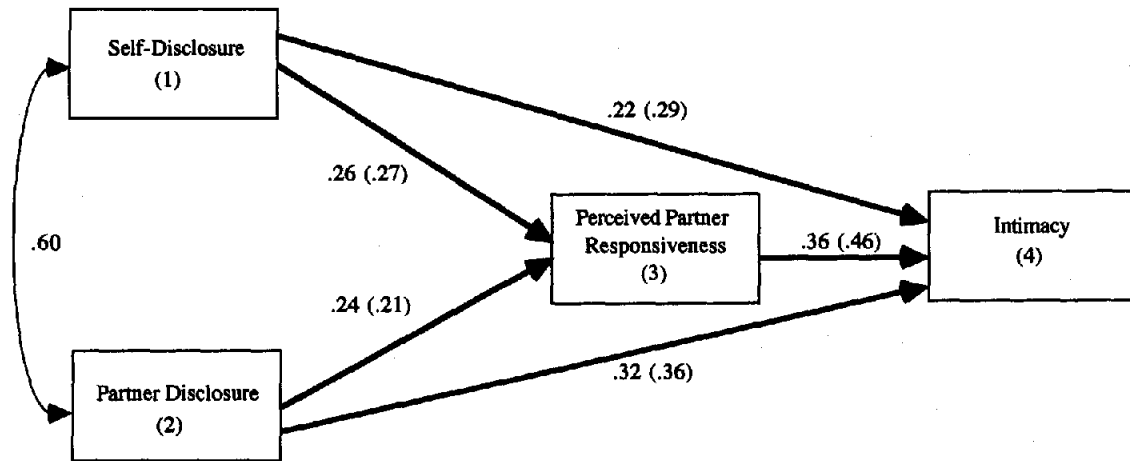 Self-Disclosure
(1)
.22 (.29)
.26 (.27)
Perceived Partner
Responsiveness
(3)
.36 (.46)
Intimacy
(4)
.60
.24 (.21)
.32 (.36)
Partner Disclosure
(2)